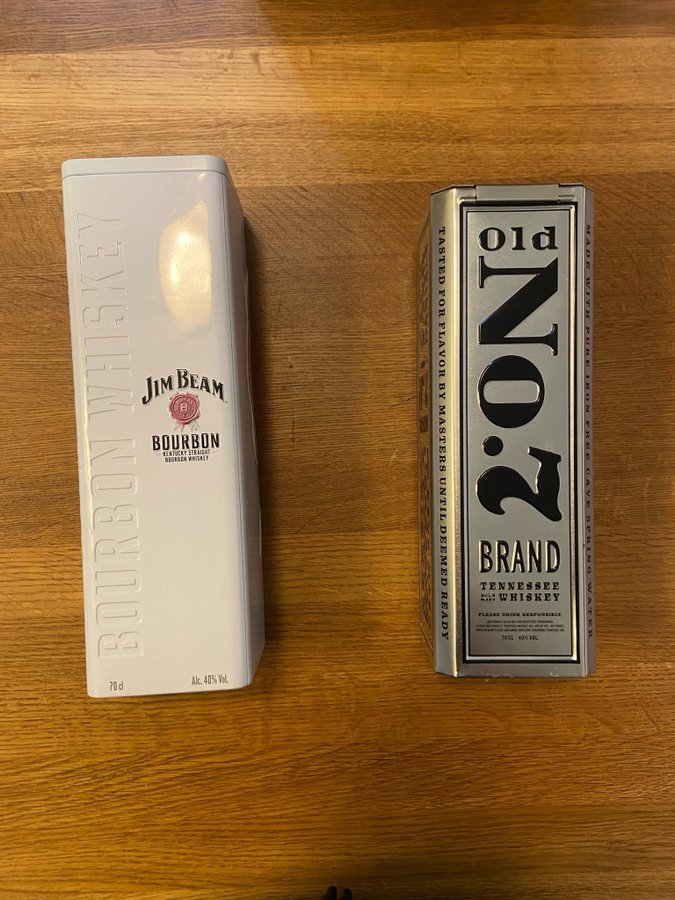 BOURBON WHISKEY
JIM BEAM
B
BOURBON
KENTUCKY STRAIGHT
BOURBON WHISKEY
70 cl
Alc. 40% Vol.
TASTED FOR FLAVOR BY MASTERS UNTIL DEEMED READY
Old
No. 2
BRAND
TENNESSEE
WHISKEY
PLEASE DRINK RESPONSIBLY.
70 CL 40% VOL.
MADE WITH PURE IRON FREE CAVE SPRING WATER